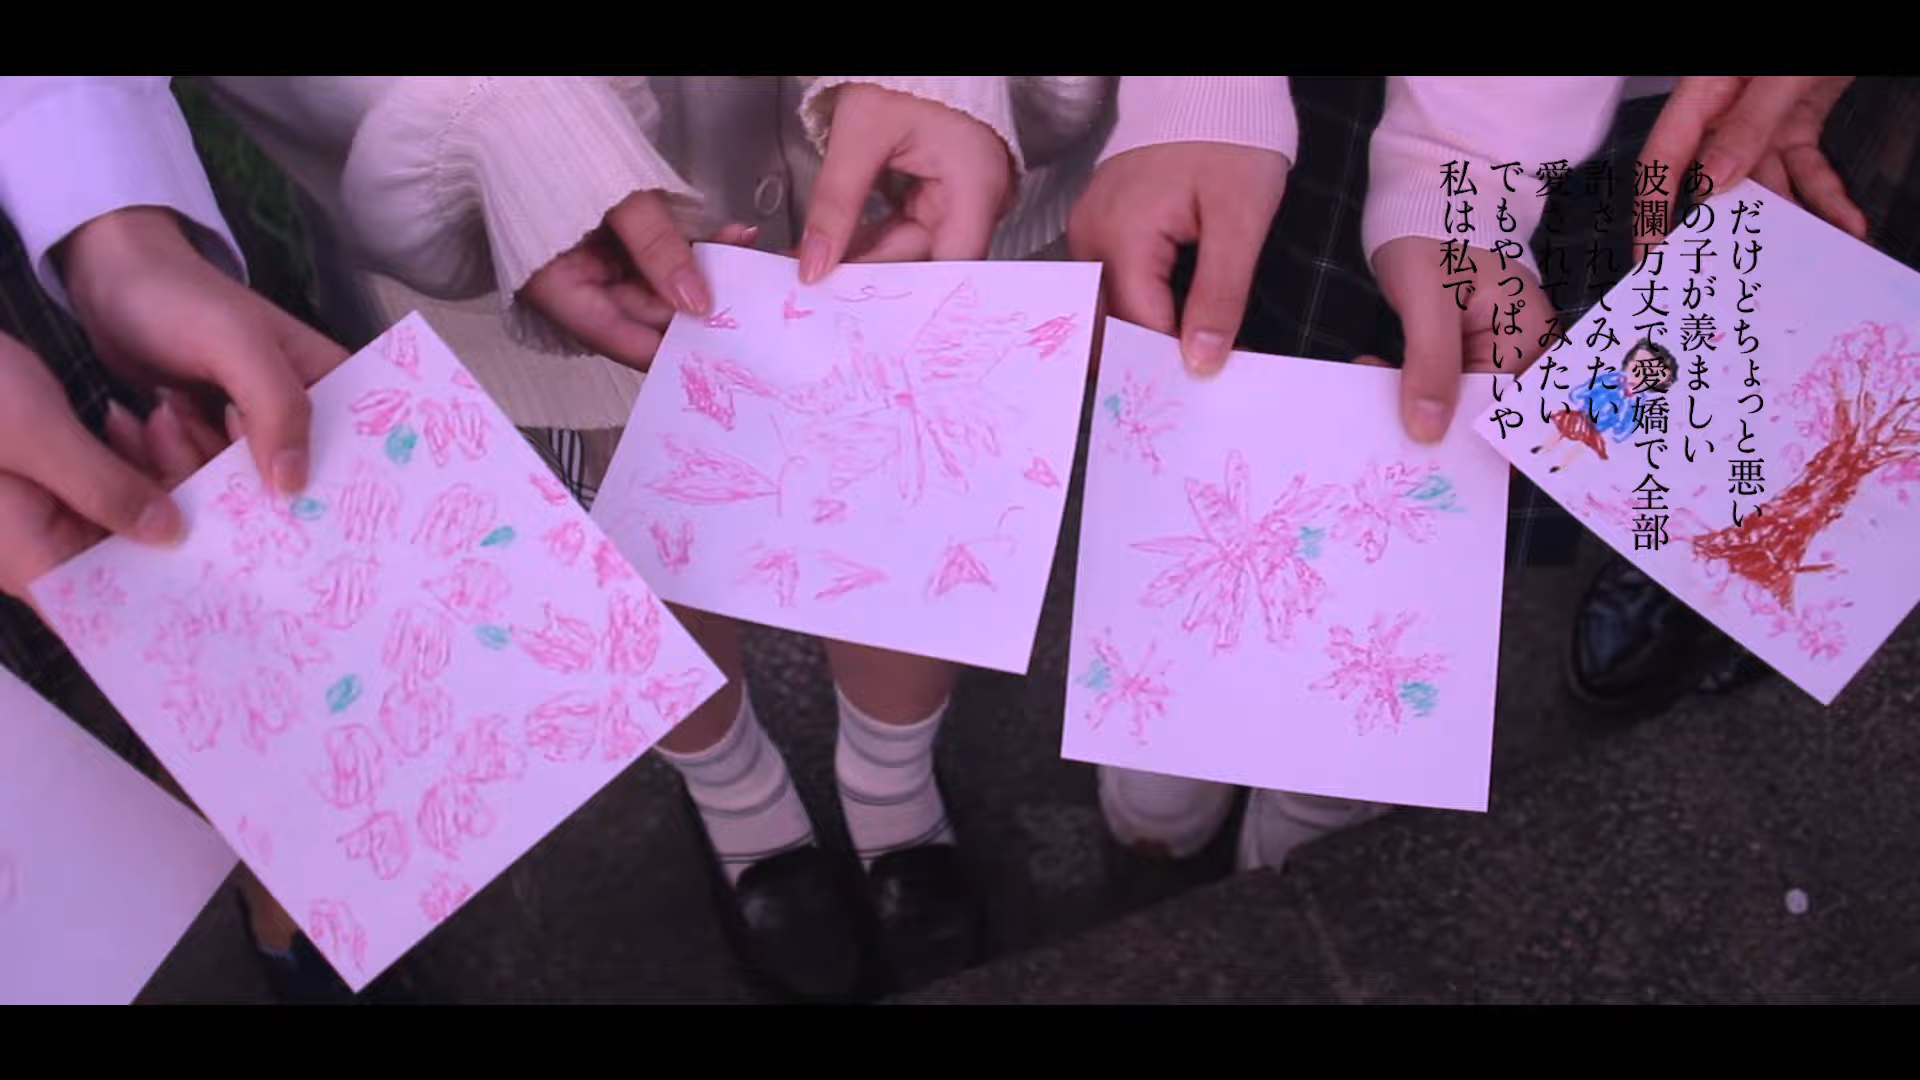 だけどちょっと悪い
あの子が羨ましい
波瀾万丈で愛嬌で全部
許されてみたい
愛されてみたい
でもやっぱいいや
私は私で